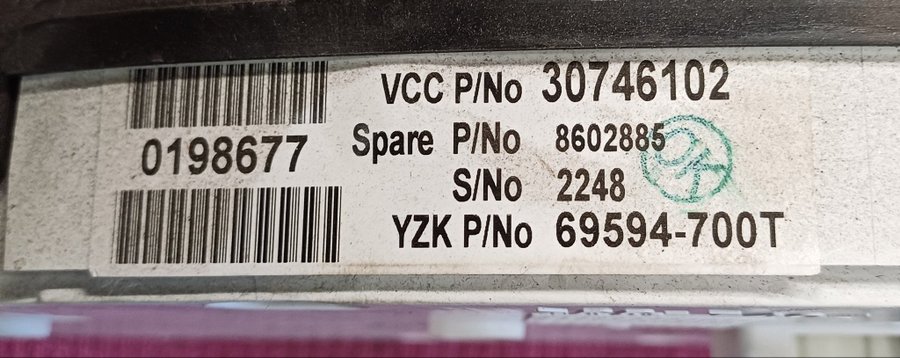 0198677
VCC P/No 30746102
Spare P/No 8602885
S/No 2248
YZK P/No 69594-700T
OK